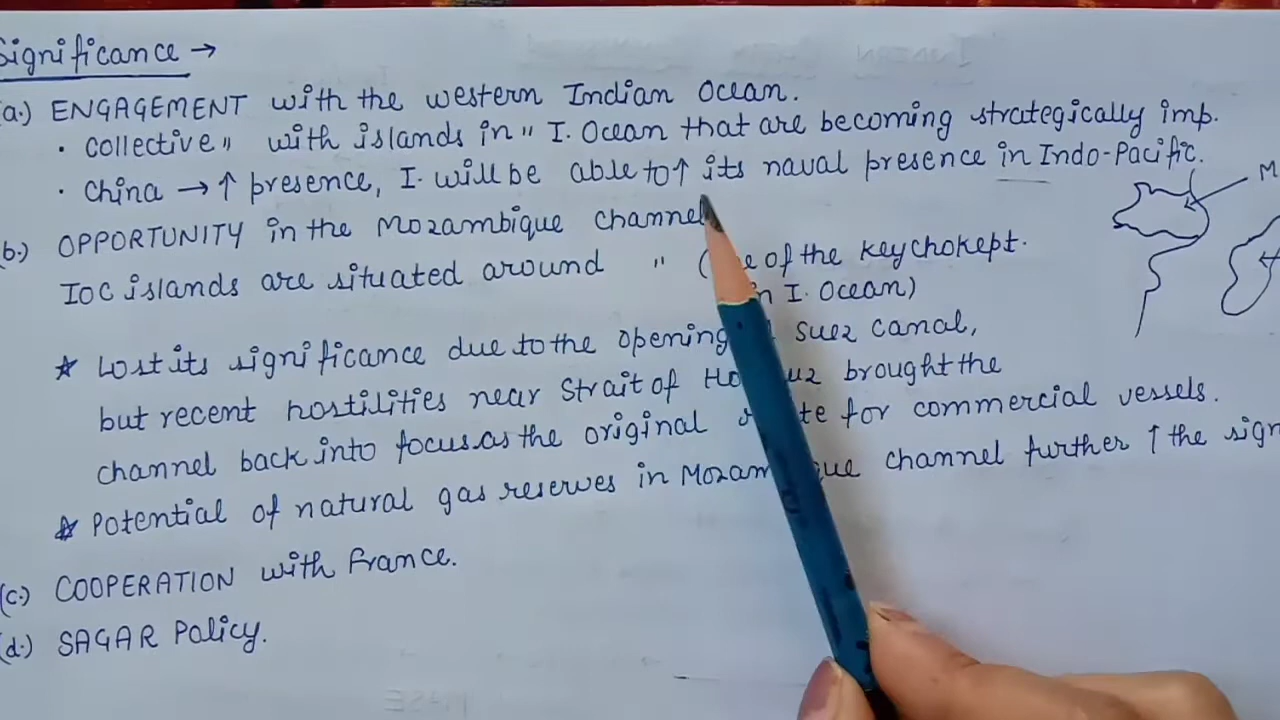 Significance →
(a.) ENGAGEMENT with the western Indian Ocean.
• collective " with islands in " I. Ocean that are becoming strategically imp.
• China → ↑ presence, I. will be able to ↑ its naval presence in Indo-Pacific.
M
(b.) OPPORTUNITY in the Mozambique Channel
IOC islands are situated around " ( of the key chokept.
in I. Ocean)
☆ Lost its significance due to the opening Suez Canal,
but recent hostilities near Strait of brought the
channel back into focus as the original for commercial vessels.
☆ Potential of natural gas reserves in channel further ↑ the
(c.) COOPERATION with France.
(d.) SAGAR Policy.